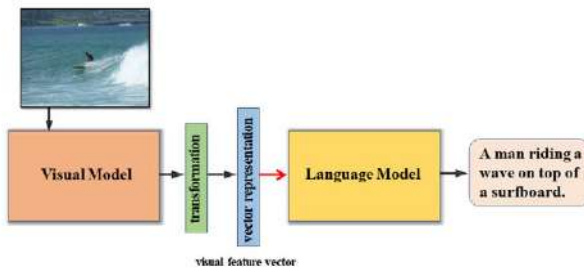 Visual Model
transformation
vector representation
Language Model
A man riding a
wave on top of
a surfboard.
visual feature vector